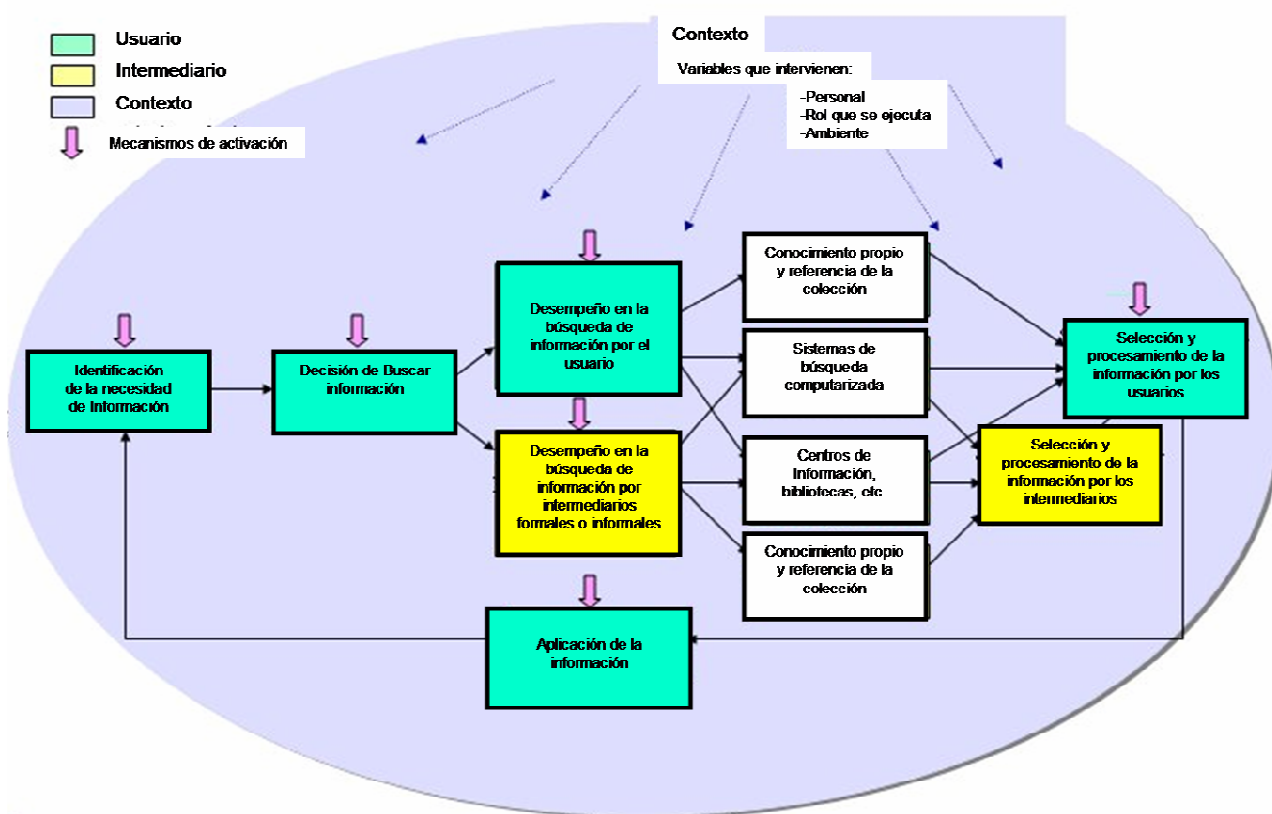 Usuario
Intermediario
Contexto
Mecanismos de activación
Contexto
Variables que intervienen:
-Personal
-Rol que se ejecuta
-Ambiente
Identificación
de la necesidad
de Información
Decisión de Buscar
información
Desempeño en la
búsqueda de
información por el
usuario
Desempeño en la
búsqueda de
información por
intermediarios
formales o informales
Conocimiento propio
y referencia de la
colección
Sistemas de
búsqueda
computarizada
Centros de
Información,
bibliotecas, etc
Conocimiento propio
y referencia de la
colección
Selección y
procesamiento de la
información por los
usuarios
Selección y
procesamiento de la
información por los
intermediarios
Aplicación de la
información